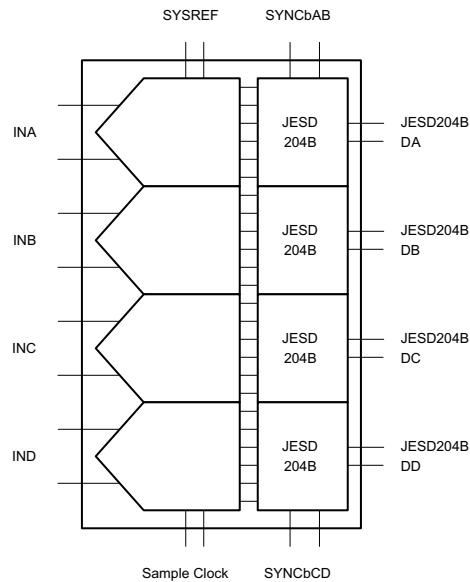 SYSREF SYNCbAB
INA
JESD
204B
JESD204B
DA
INB
JESD
204B
JESD204B
DB
INC
JESD
204B
JESD204B
DC
IND
JESD
204B
JESD204B
DD
Sample Clock SYNCbCD